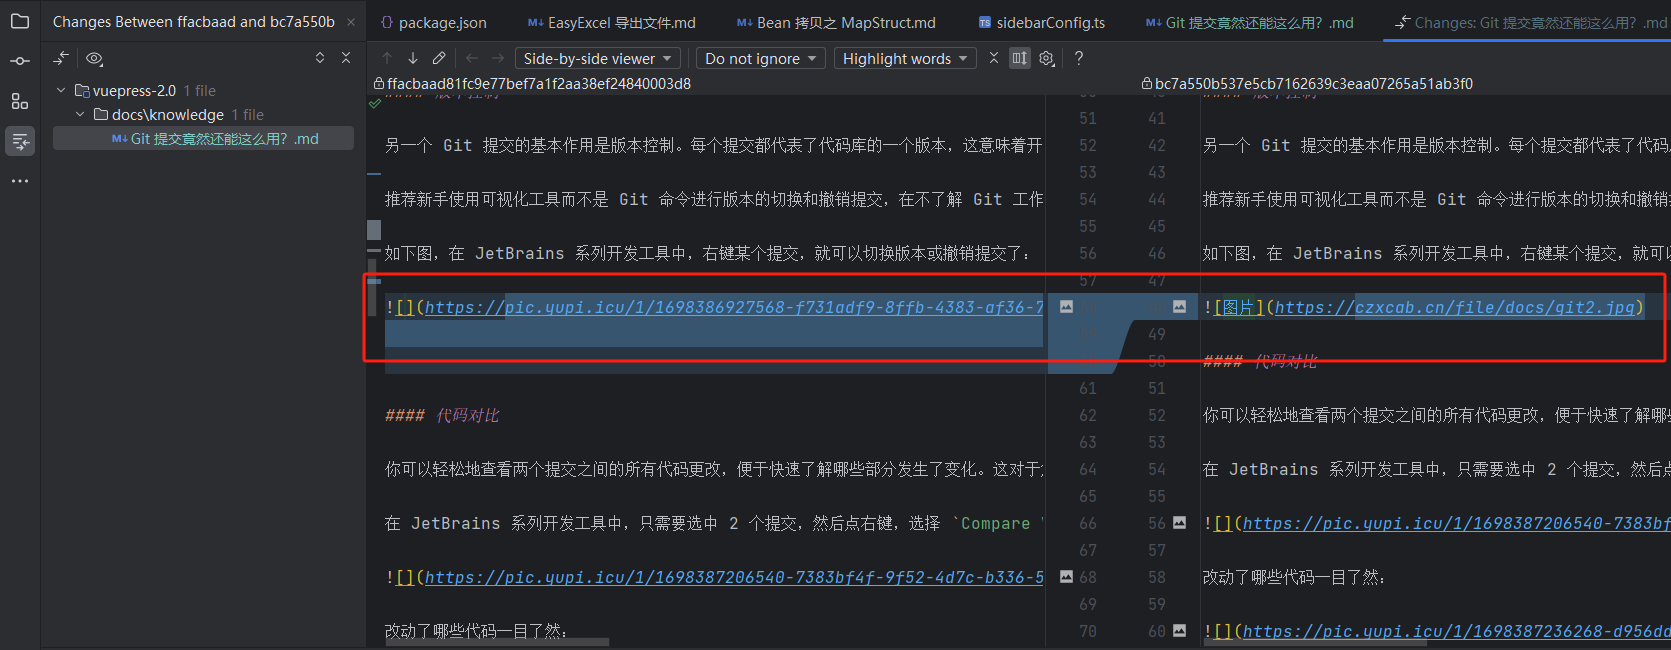 Changes Between ffacbaad and bc7a550b
package.json
EasyExcel 导出文件.md
Bean 拷贝之 MapStruct.md
sidebarConfig.ts
Git 提交竟然还能这么用？.md
Changes: Git 提交竟然还能这么用？.md
Side-by-side viewer
Do not ignore
Highlight words
?
vuepress-2.0 1 file
docs\knowledge 1 file
Git 提交竟然还能这么用？.md
ffacbaad81fc9e77bef7a1f2aa38ef24840003d8
51
52 另一个 Git 提交的基本作用是版本控制。每个提交都代表了代码库的一个版本，这意味着开
53
54 推荐新手使用可视化工具而不是 Git 命令进行版本的切换和撤销提交，在不了解 Git 工作
55
56 如下图，在 JetBrains 系列开发工具中，右键某个提交，就可以切换版本或撤销提交了：
57
![](https://pic.yupi.icu/1/1698386927568-f731adf9-8ffb-4383-af36-7
61
62 #### 代码对比
63
64 你可以轻松地查看两个提交之间的所有代码更改，便于快速了解哪些部分发生了变化。这对于
65
66 在 JetBrains 系列开发工具中，只需要选中 2 个提交，然后点右键，选择 `Compare
67
68 ![](https://pic.yupi.icu/1/1698387206540-7383bf4f-9f52-4d7c-b336-5
69
70 改动了哪些代码一目了然：
bc7a550b537e5cb7162639c3eaa07265a51ab3f0
41
42 另一个 Git 提交的基本作用是版本控制。每个提交都代表了代码
43
44 推荐新手使用可视化工具而不是 Git 命令进行版本的切换和撤销
45
46 如下图，在 JetBrains 系列开发工具中，右键某个提交，就可
47
![图片](https://czxcab.cn/file/docs/git2.jpg)
49
50 #### 代码对比
51
52 你可以轻松地查看两个提交之间的所有代码更改，便于快速了解哪
53
54 在 JetBrains 系列开发工具中，只需要选中 2 个提交，然后点
55
56 ![](https://pic.yupi.icu/1/1698387206540-7383bf
57
58 改动了哪些代码一目了然：
59
60 ![](https://pic.yupi.icu/1/1698387236268-d956dd